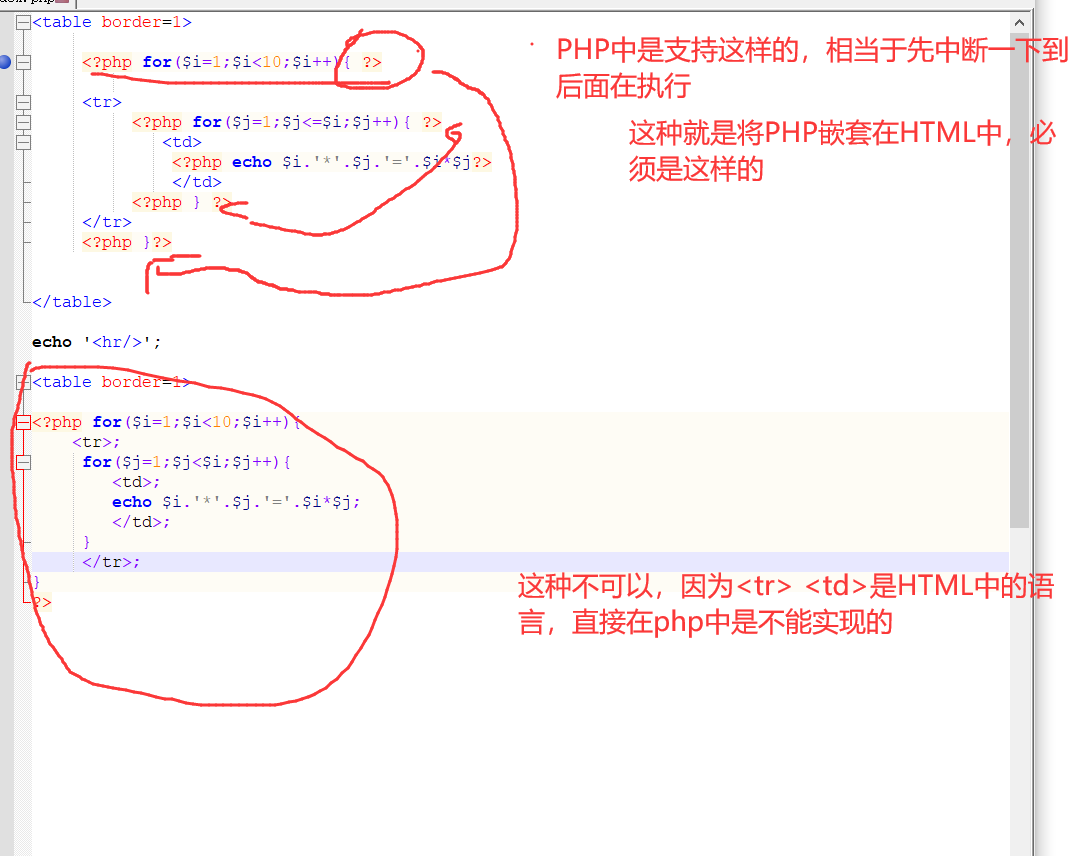 <table border=1>
<?php for($i=1;$i<10;$i++){ ?>
PHP中是支持这样的，相当于先中断一下到
后面在执行
<tr>
<?php for($j=1;$j<=$i;$j++){ ?>
这种就是将PHP嵌套在HTML中，必
须是这样的
<td>
<?php echo $i.'*'.$j.'='.$i*$j?>
</td>
<?php } ?>
</tr>
<?php }?>
</table>
echo '<hr/>';
<table border=1>
<?php for($i=1;$i<10;$i++){
<tr>;
for($j=1;$j<$i;$j++){
<td>;
echo $i.'*'.$j.'='.$i*$j;
</td>;
}
</tr>;
}
?>
这种不可以，因为<tr> <td>是HTML中的语
言，直接在php中是不能实现的